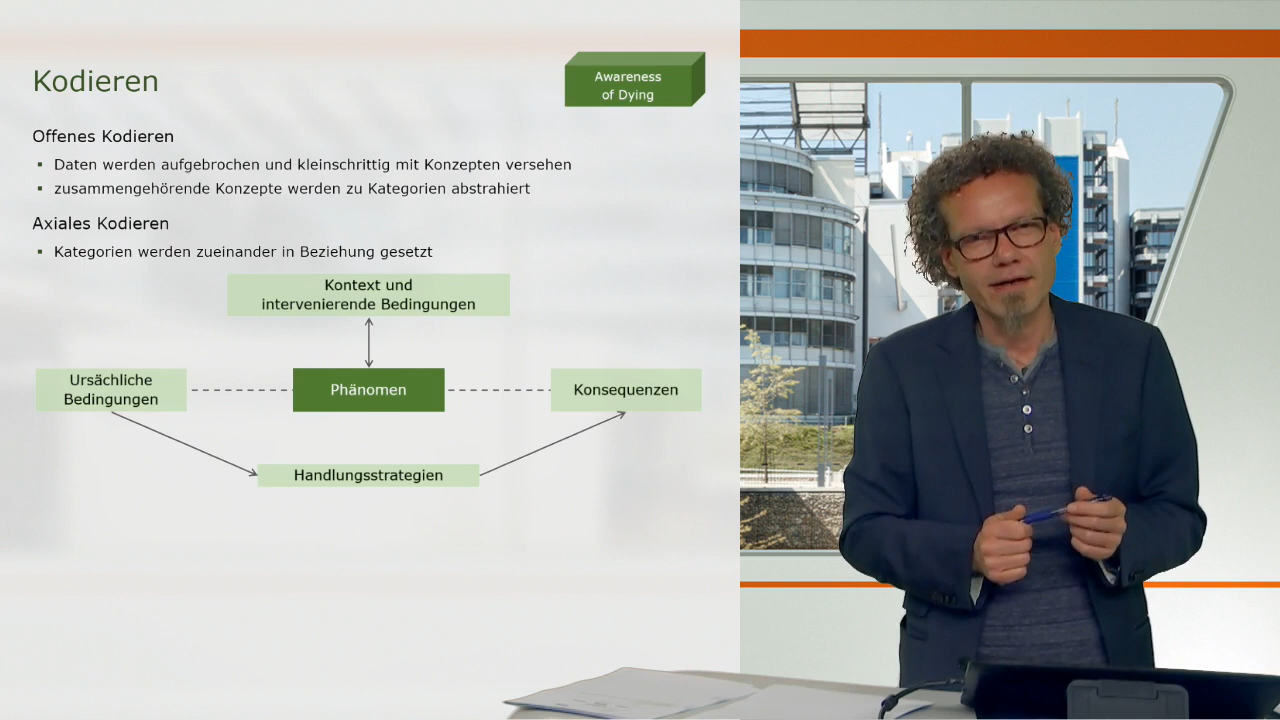 Kodieren
Awareness
of Dying
Offenes Kodieren
▪ Daten werden aufgebrochen und kleinschrittig mit Konzepten versehen
▪ zusammengehörende Konzepte werden zu Kategorien abstrahiert
Axiales Kodieren
▪ Kategorien werden zueinander in Beziehung gesetzt
Kontext und
intervenierende Bedingungen
Ursächliche
Bedingungen
Phänomen
Konsequenzen
Handlungsstrategien